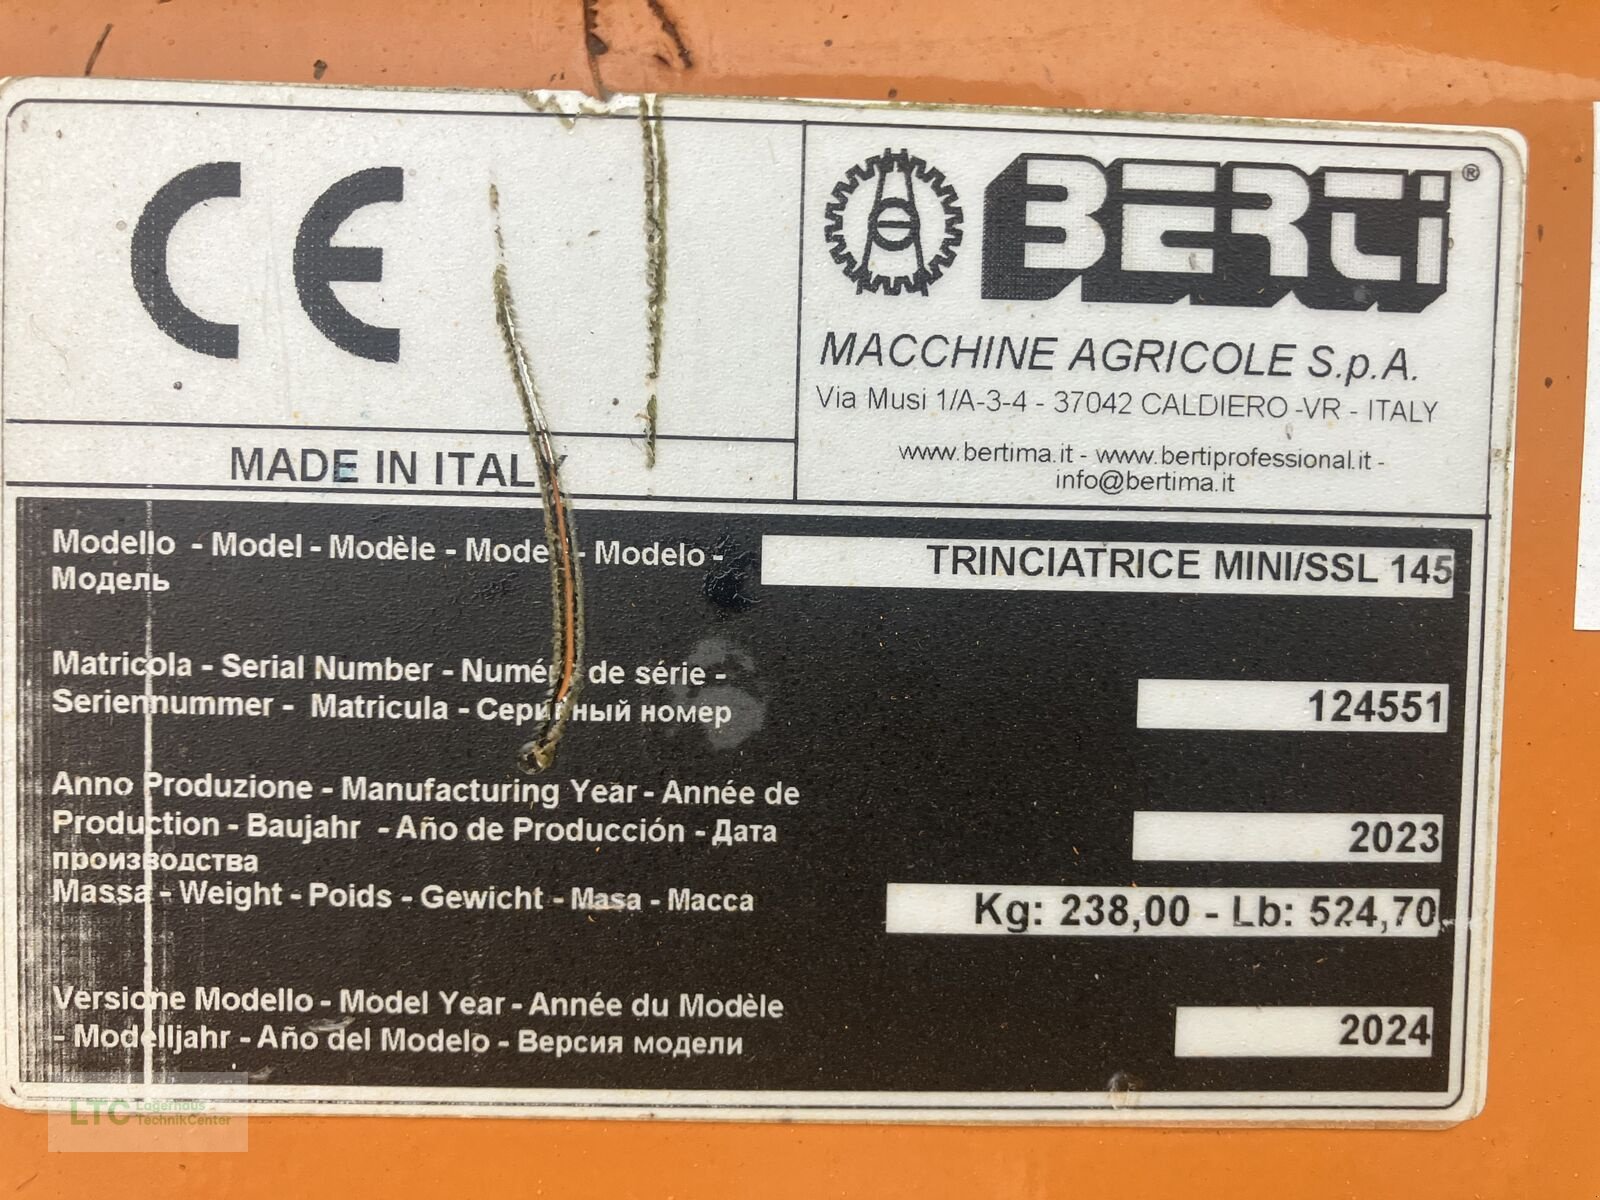 CE
BERTI®
MACCHINE AGRICOLE S.p.A.
Via Musi 1/A-3-4 - 37042 CALDIERO -VR - ITALY
www.bertima.it - www.bertiprofessional.it -
info@bertima.it
MADE IN ITALY
Modello - Model - Modèle - Model - Modelo -
Модель
TRINCIATRICE MINI/SSL 145
Matricola - Serial Number - Numéro de série -
Seriennummer - Matricula - Серийный номер
124551
Anno Produzione - Manufacturing Year - Année de
Production - Baujahr - Año de Producción - Дата
производства
2023
Massa - Weight - Poids - Gewicht - Masa - Масса
Kg: 238,00 - Lb: 524,70
Versione Modello - Model Year - Année du Modèle
- Modelljahr - Año del Modelo - Версия модели
2024
LTC Lagerhaus
TechnikCenter